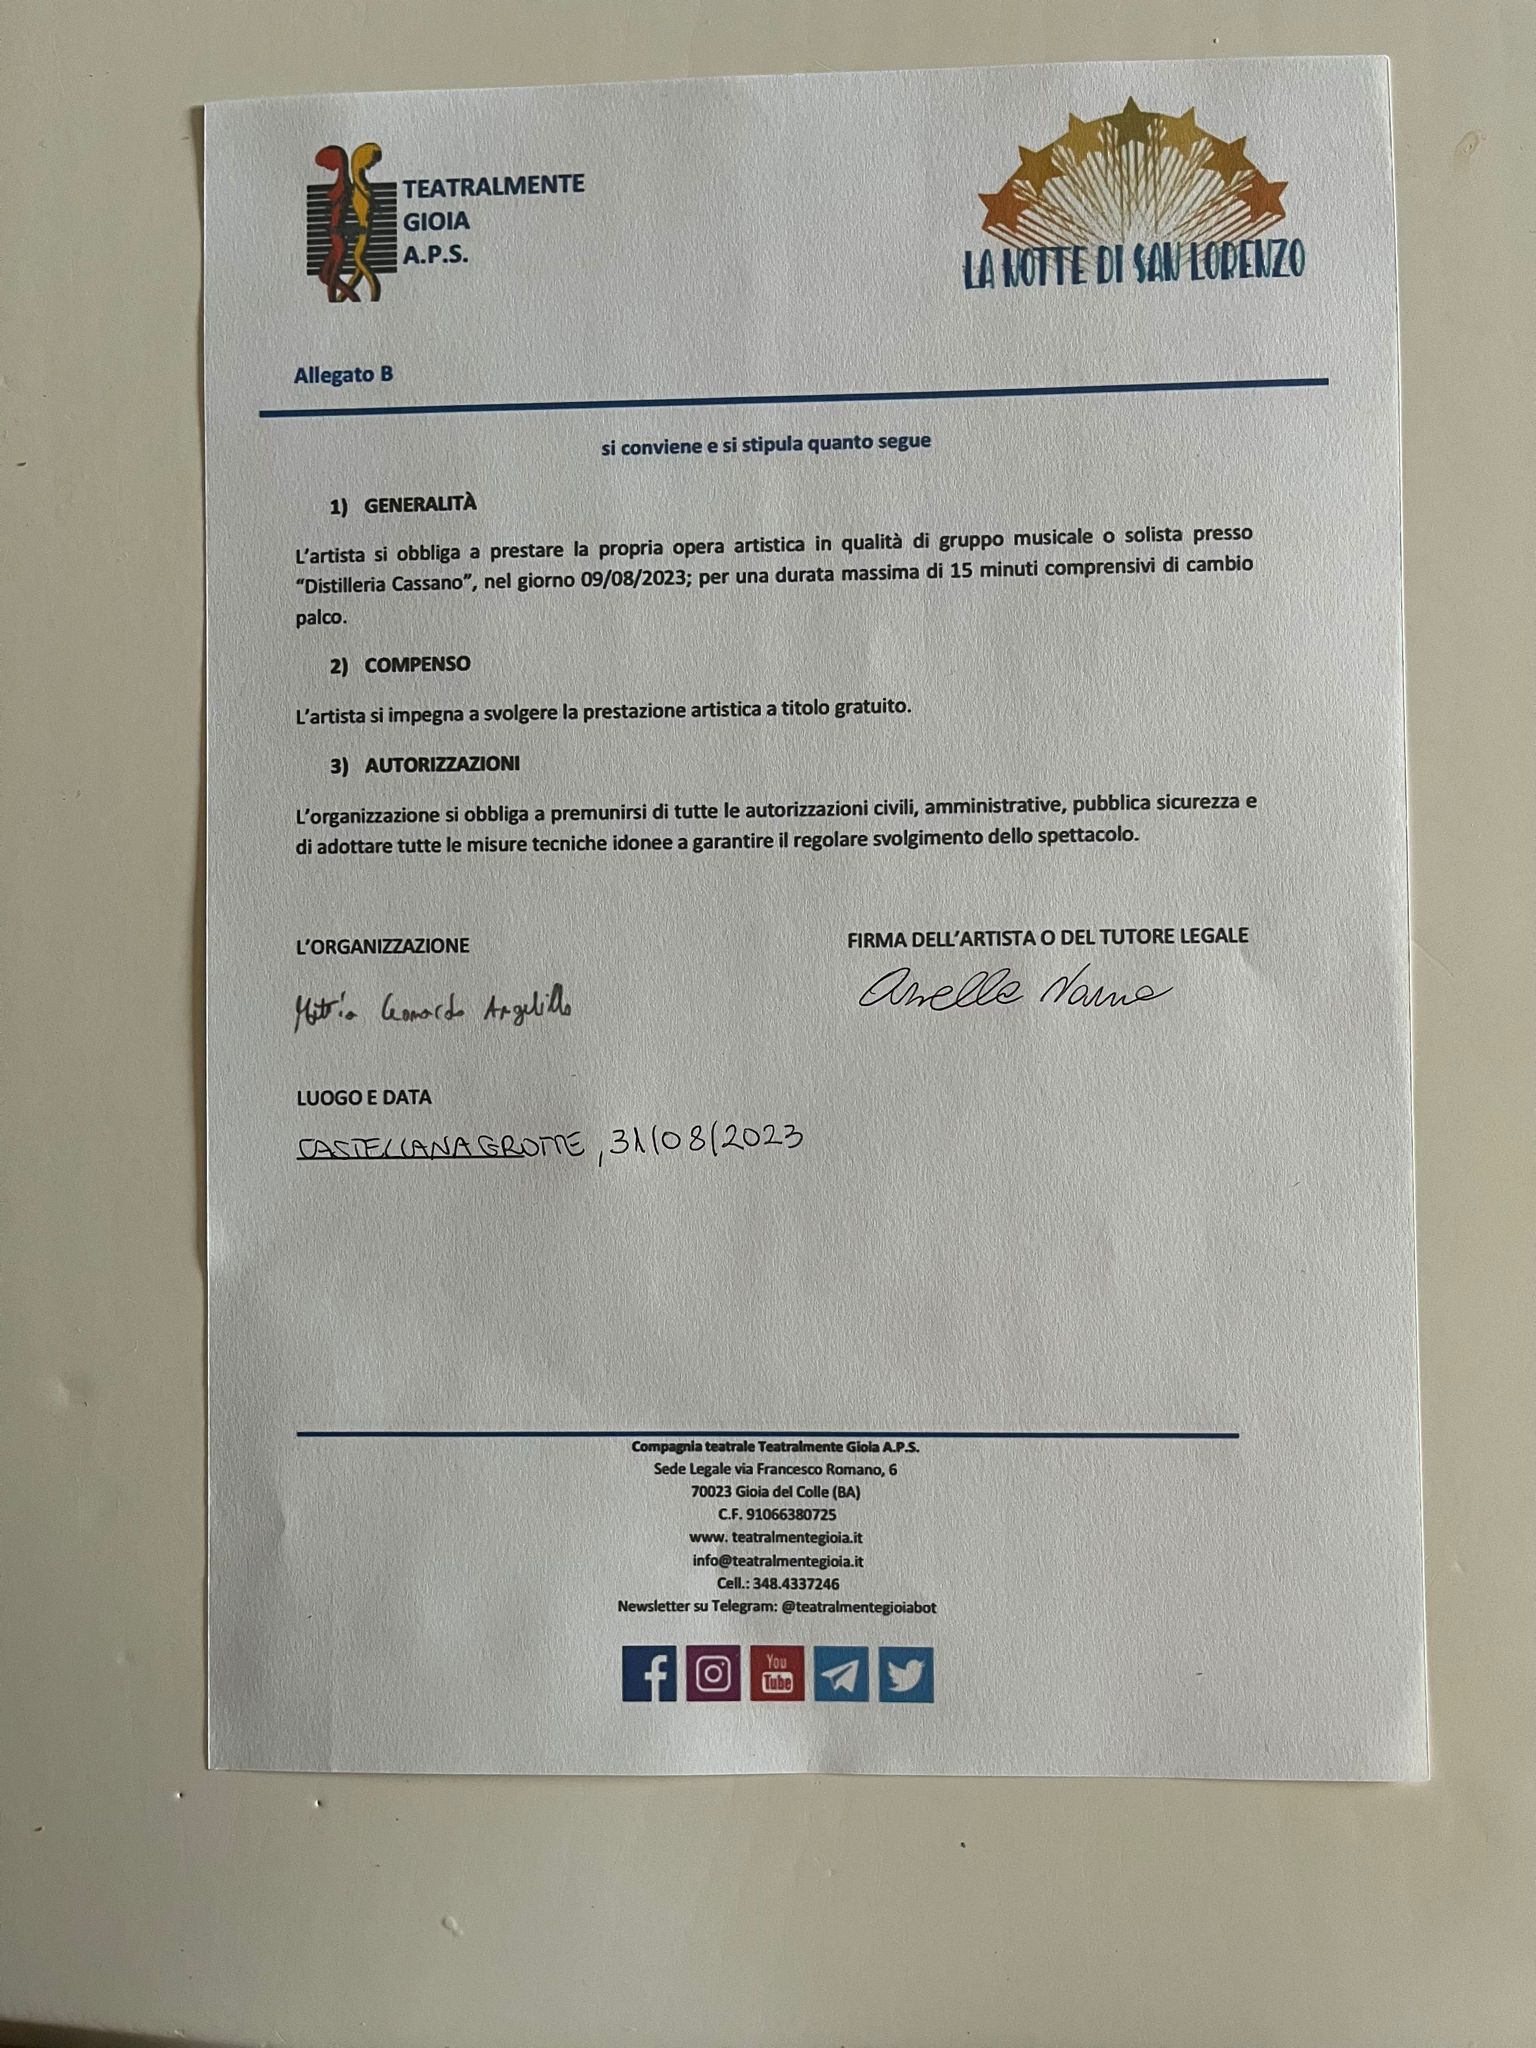 TEATRALMENTE
GIOIA
A.P.S.
LA NOTTE DI SAN LORENZO
Allegato B
si conviene e si stipula quanto segue
1) GENERALITÀ
L'artista si obbliga a prestare la propria opera artistica in qualità di gruppo musicale o solista presso
“Distilleria Cassano”, nel giorno 09/08/2023; per una durata massima di 15 minuti comprensivi di cambio
palco.
2) COMPENSO
L'artista si impegna a svolgere la prestazione artistica a titolo gratuito.
3) AUTORIZZAZIONI
L'organizzazione si obbliga a premunirsi di tutte le autorizzazioni civili, amministrative, pubblica sicurezza e
di adottare tutte le misure tecniche idonee a garantire il regolare svolgimento dello spettacolo.
L'ORGANIZZAZIONE
FIRMA DELL'ARTISTA O DEL TUTORE LEGALE
Leonardo Angelillo
LUOGO E DATA
CASTELLANA GROTTE, 31/08/2023
Compagnia teatrale Teatralmente Gioia A.P.S.
Sede Legale via Francesco Romano, 6
70023 Gioia del Colle (BA)
C.F. 91066380725
www. teatralmentegioia.it
info@teatralmentegioia.it
Cell.: 348.4337246
Newsletter su Telegram: @teatralmentegioiabot
You
Tube